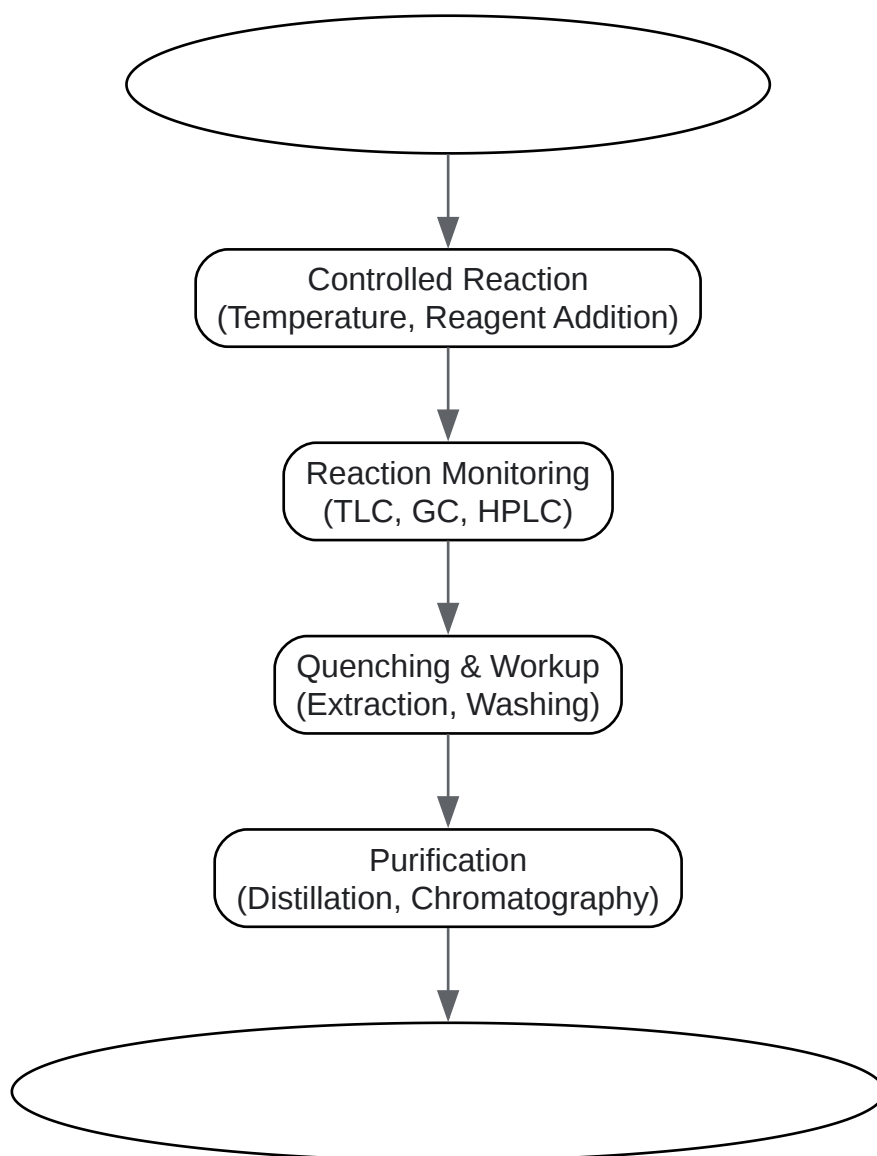 Controlled Reaction
(Temperature, Reagent Addition)
Reaction Monitoring
(TLC, GC, HPLC)
Quenching & Workup
(Extraction, Washing)
Purification
(Distillation, Chromatography)